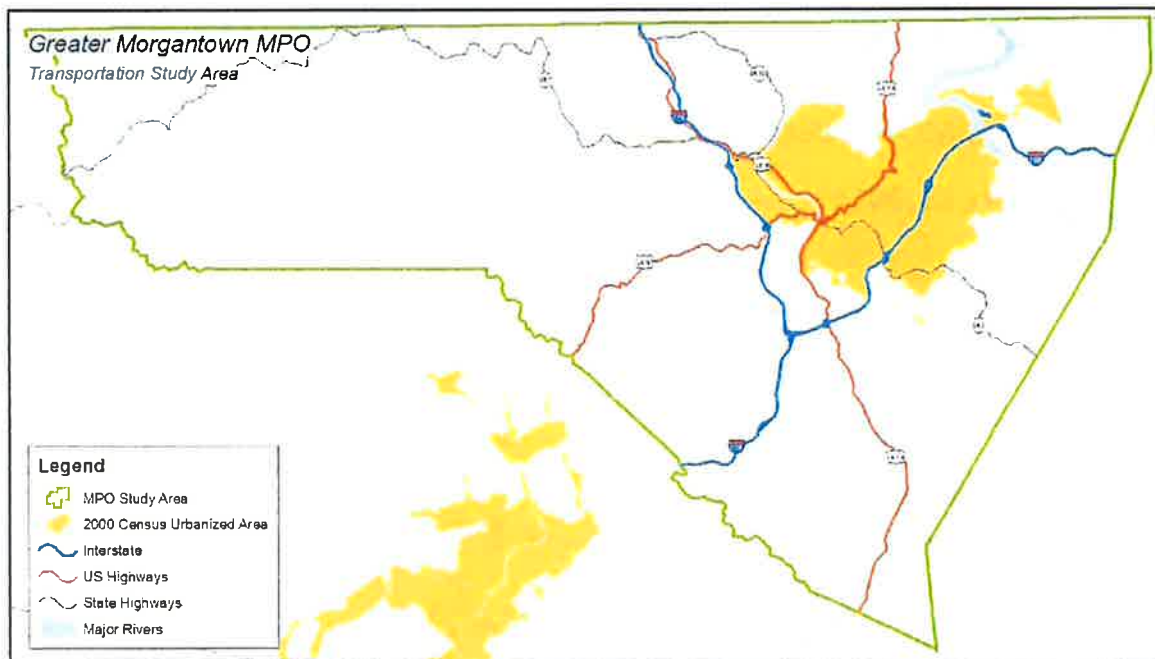 Greater Morgantown MPO
Transportation Study Area
Legend
MPO Study Area
2000 Census Urbanized Area
Interstate
US Highways
State Highways
Major Rivers